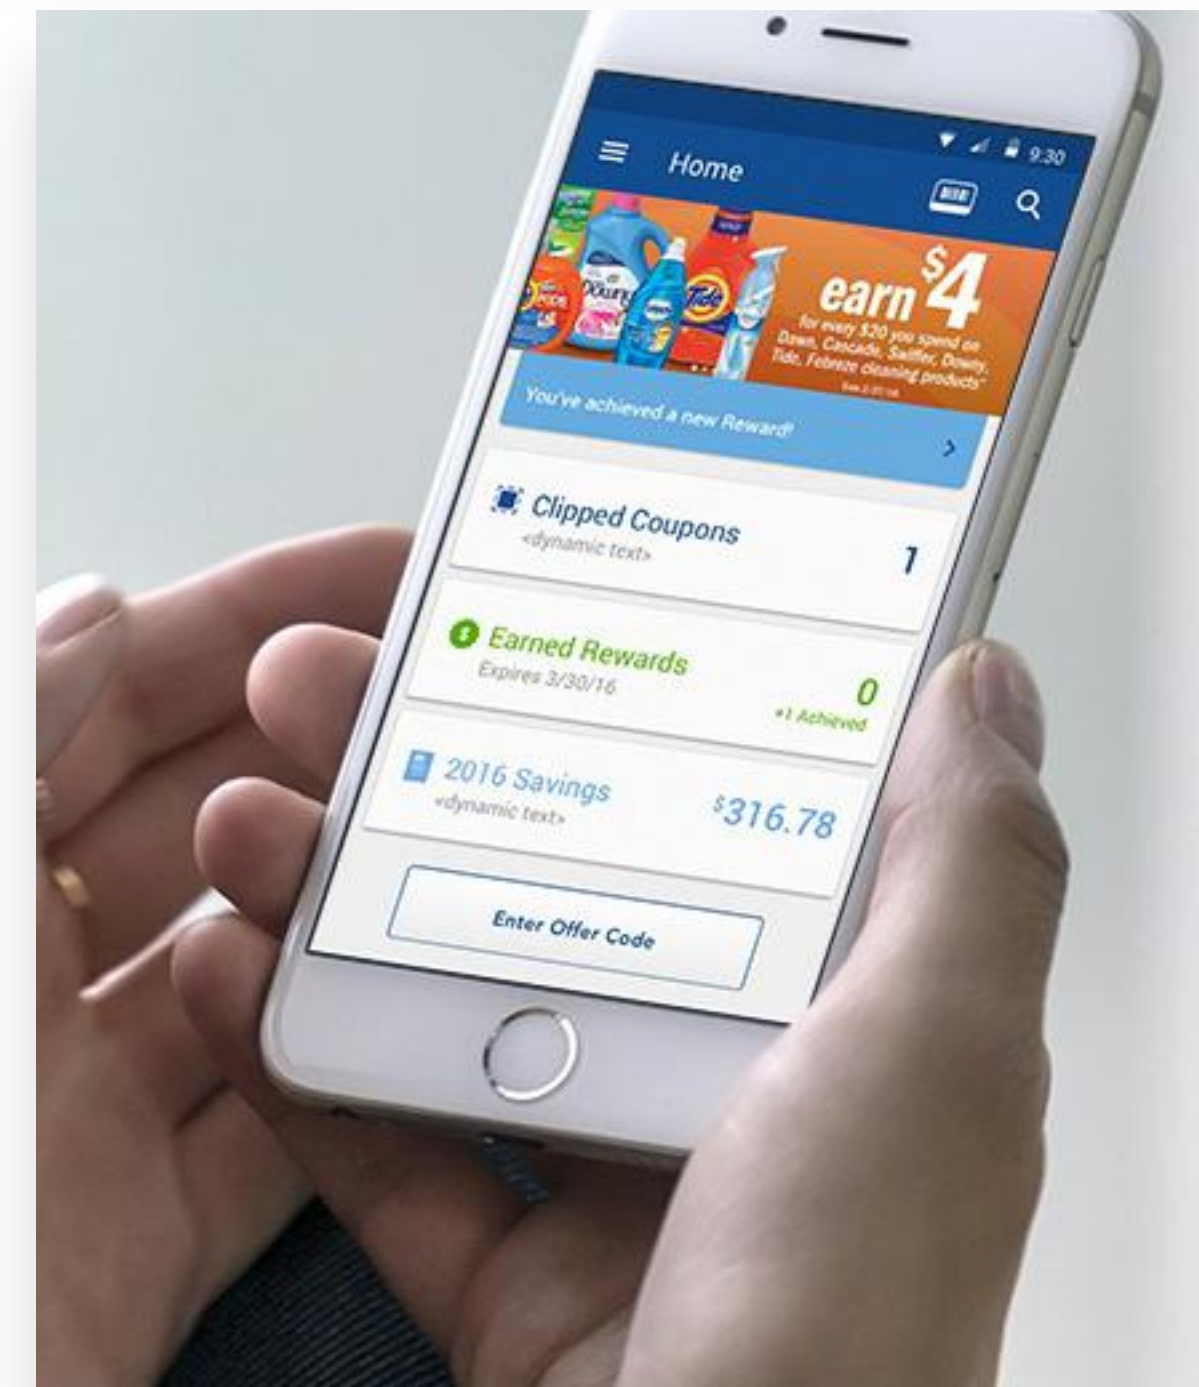 9:30
Home
earn $4
for every $20 you spend on
Dawn, Cascade, Swiffer, Downy,
Tide, Febreze cleaning products*
Downy
Tide
You've achieved a new Reward!
Clipped Coupons
<dynamic text>
1
Earned Rewards
Expires 3/30/16
0
+1 Achieved
2016 Savings
<dynamic text>
$316.78
Enter Offer Code